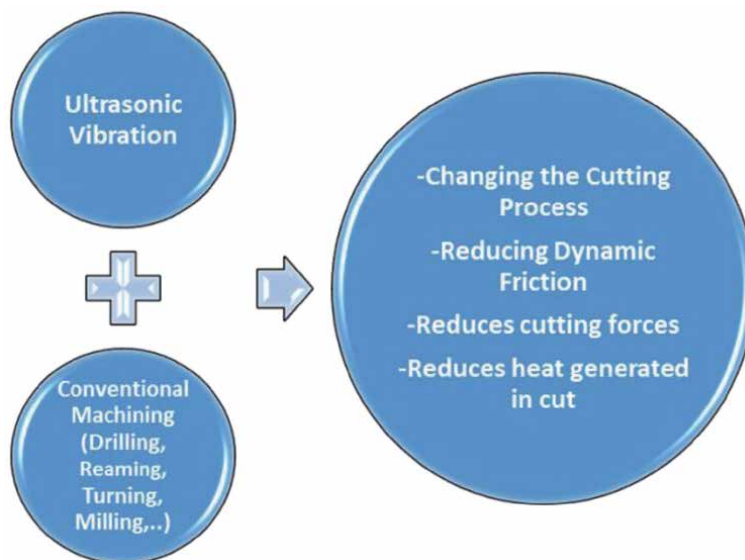 Ultrasonic
Vibration
Conventional
Machining
(Drilling,
Reaming,
Turning,
Milling,..)
-Changing the Cutting
Process
-Reducing Dynamic
Friction
-Reduces cutting forces
-Reduces heat generated
in cut